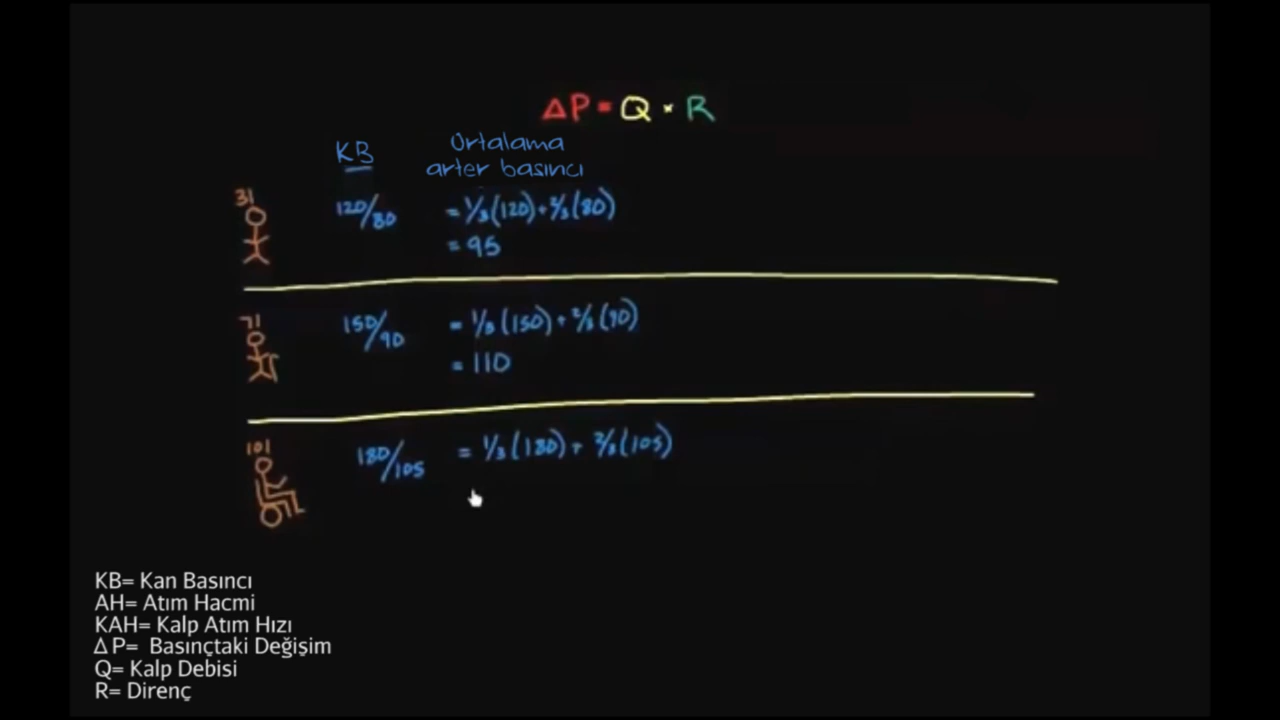 ΔP = Q * R
KB Ortalama
arter basıncı
31
120/80 = 1/3 (120) + 2/3 (80)
= 95
71
150/90 = 1/3 (150) + 2/3 (90)
= 110
101
180/105 = 1/3 (180) + 2/3 (105)
KB= Kan Basıncı
AH= Atım Hacmi
KAH= Kalp Atım Hızı
Δ P= Basınçtaki Değişim
Q= Kalp Debisi
R= Direnç